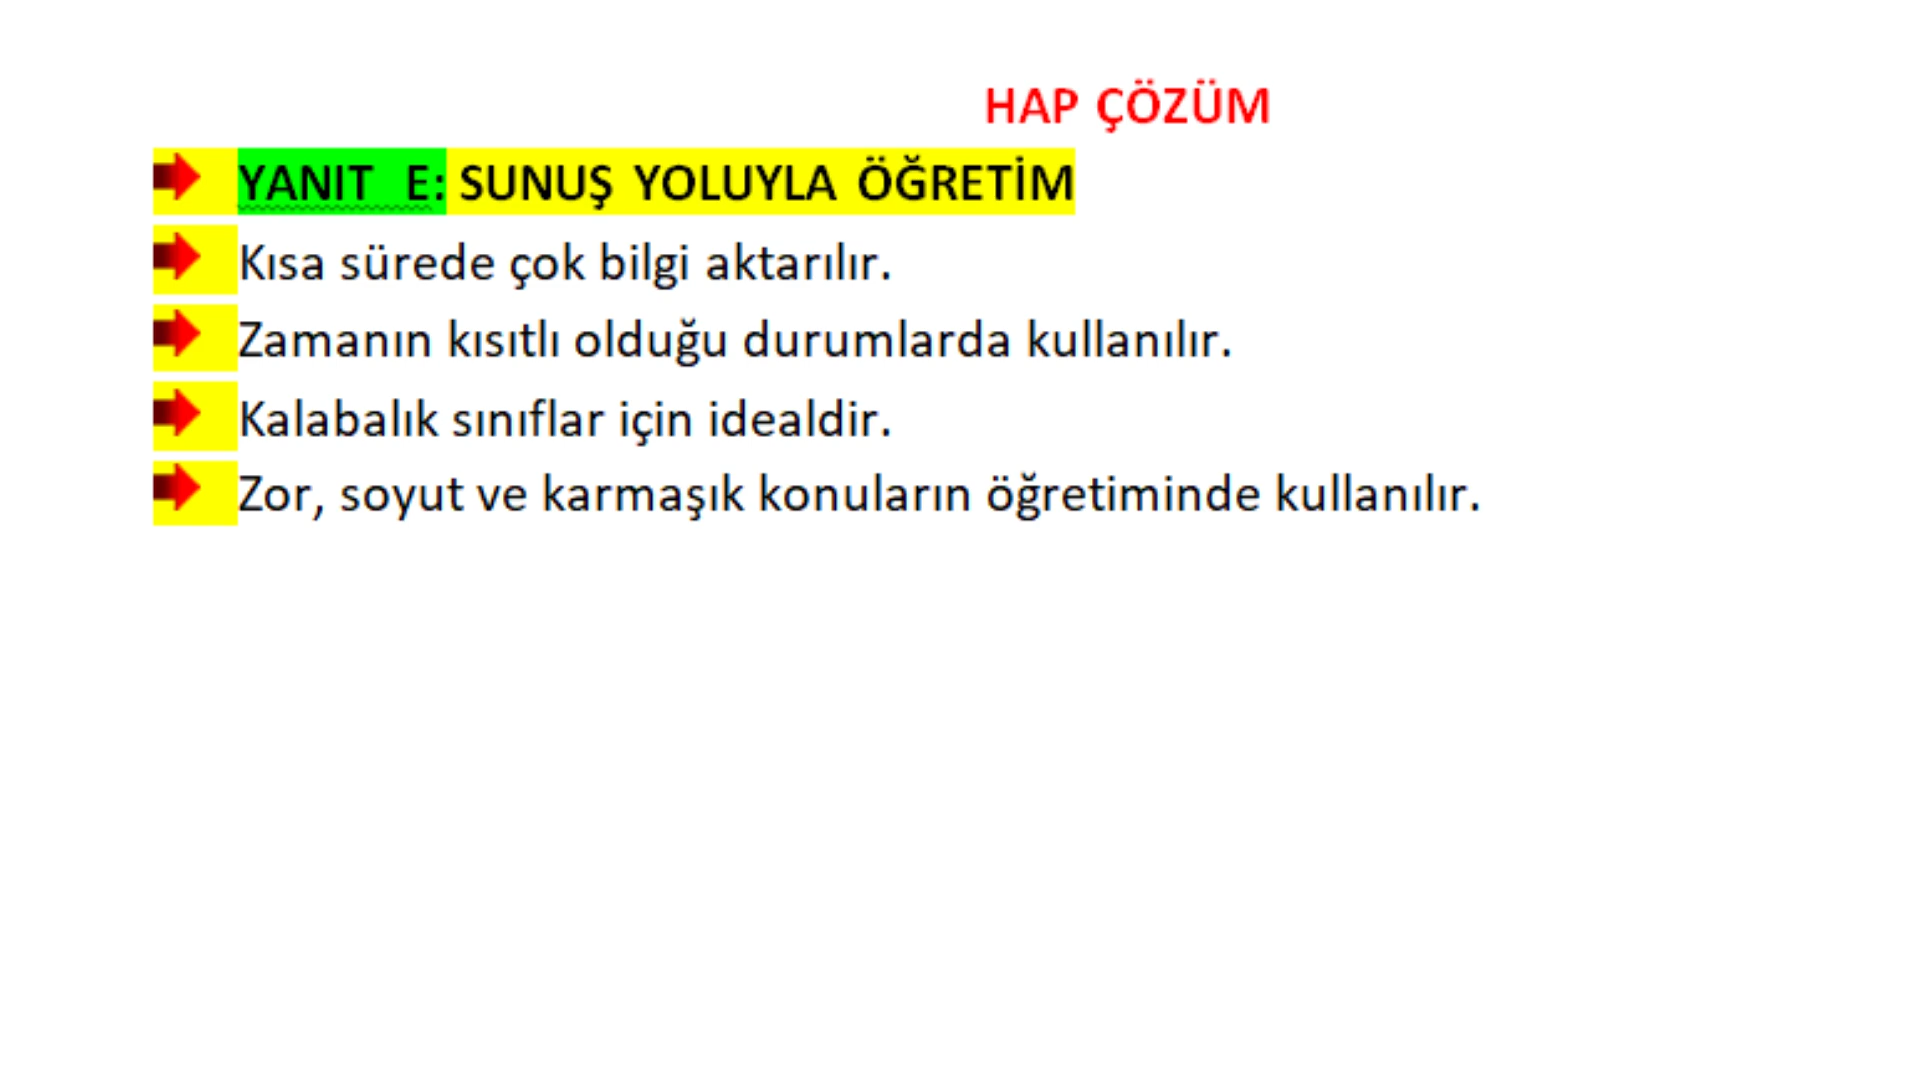 HAP ÇÖZÜM
YANIT E: SUNUŞ YOLUYLA ÖĞRETİM
Kısa sürede çok bilgi aktarılır.
Zamanın kısıtlı olduğu durumlarda kullanılır.
Kalabalık sınıflar için idealdir.
Zor, soyut ve karmaşık konuların öğretiminde kullanılır.